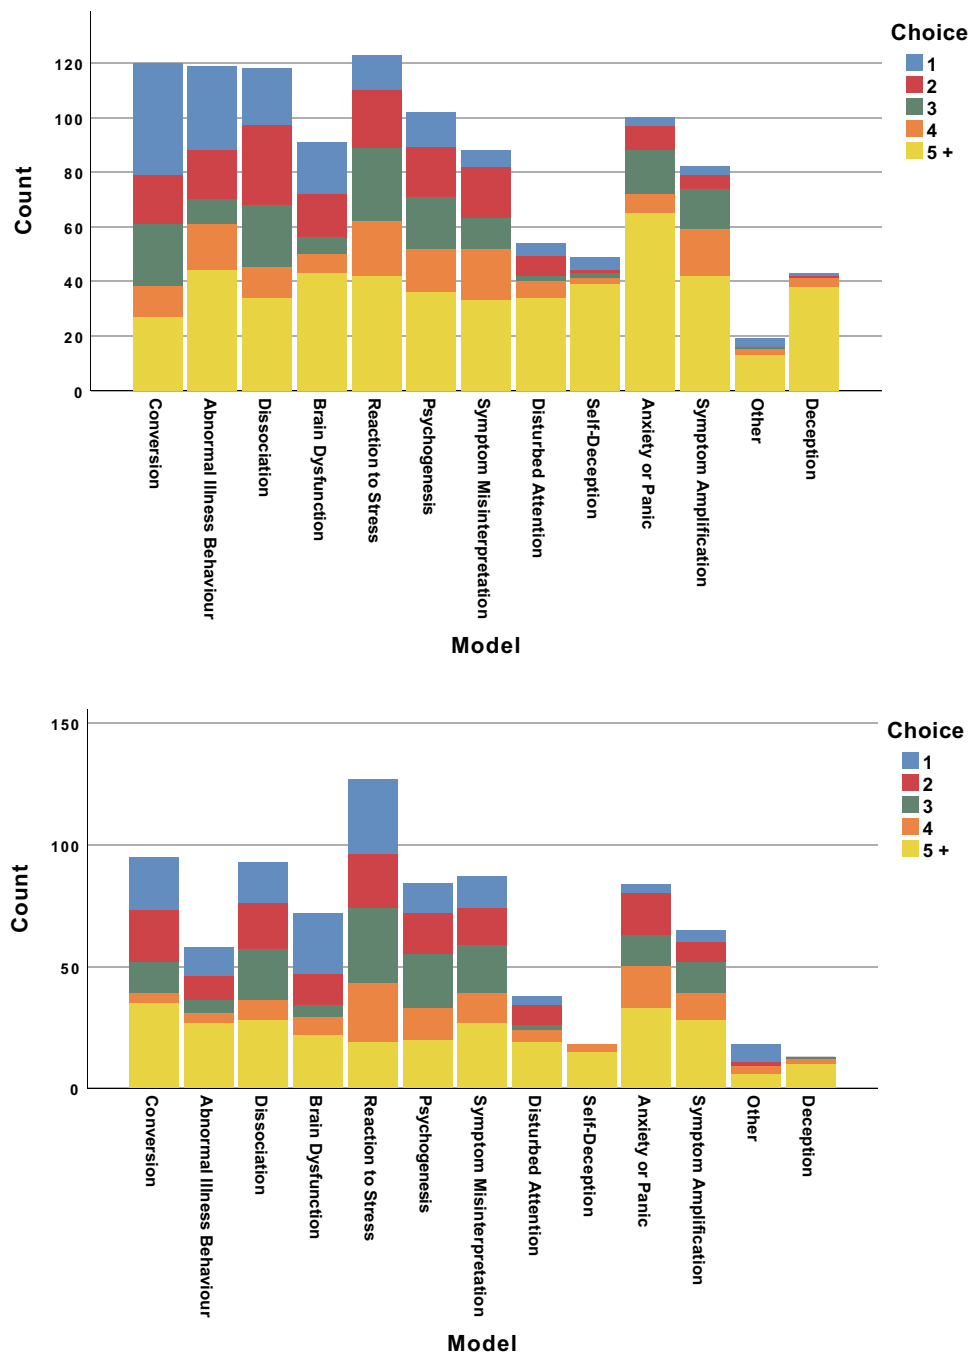 Choice
1
2
3
4
5 +
120
100
80
60
40
20
0
Count
Conversion
Abnormal Illness Behaviour
Dissociation
Brain Dysfunction
Reaction to Stress
Psychogenesis
Symptom Misinterpretation
Disturbed Attention
Self-Deception
Anxiety or Panic
Symptom Amplification
Other
Deception
Model
Choice
1
2
3
4
5 +
150
100
50
0
Count
Conversion
Abnormal Illness Behaviour
Dissociation
Brain Dysfunction
Reaction to Stress
Psychogenesis
Symptom Misinterpretation
Disturbed Attention
Self-Deception
Anxiety or Panic
Symptom Amplification
Other
Deception
Model